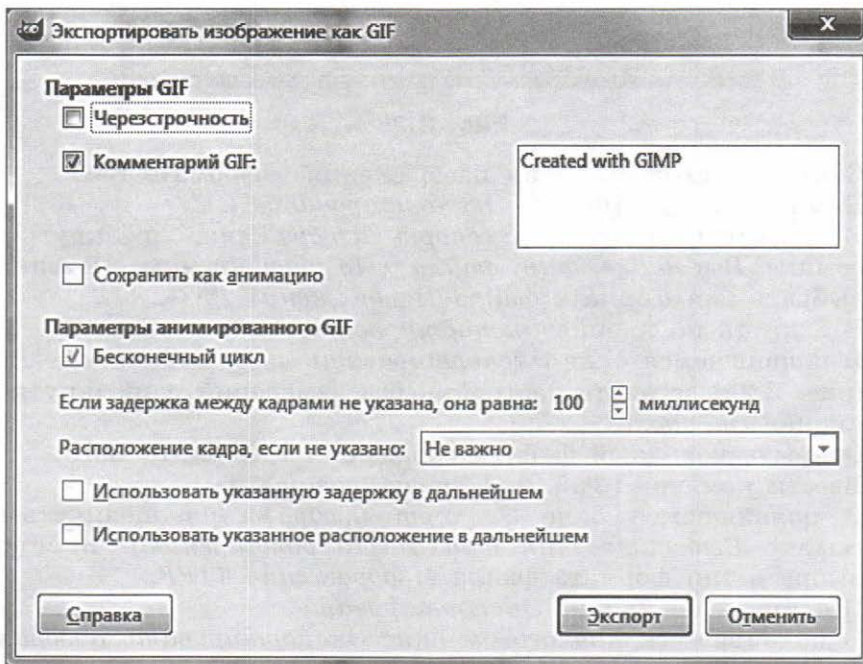 Экспортировать изображение как GIF
Параметры GIF
Черезстрочность
Комментарий GIF:
Created with GIMP
Сохранить как анимацию
Параметры анимированного GIF
Бесконечный цикл
Если задержка между кадрами не указана, она равна: 100 миллисекунд
Расположение кадра, если не указано: Не важно
Использовать указанную задержку в дальнейшем
Использовать указанное расположение в дальнейшем
Справка Экспорт Отменить